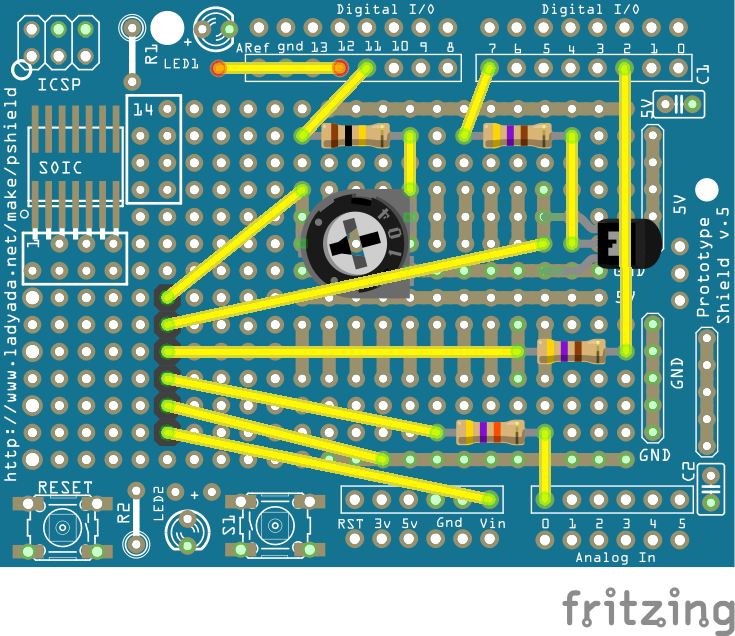 Digital I/O Digital I/O
ICSP
R1
LED1
+
ARef gnd 13 12 11 10 9 8
7 6 5 4 3 2 1 0
C1
5V
14
SOIC
1
5V
Prototype
Shield v.5
http://www.ladyada.net/make/pshield
GND
5V
GND
GND
C2
RESET
R2
LED2
+
S1
RST 3v 5v Gnd Vin
0 1 2 3 4 5
Analog In
fritzing